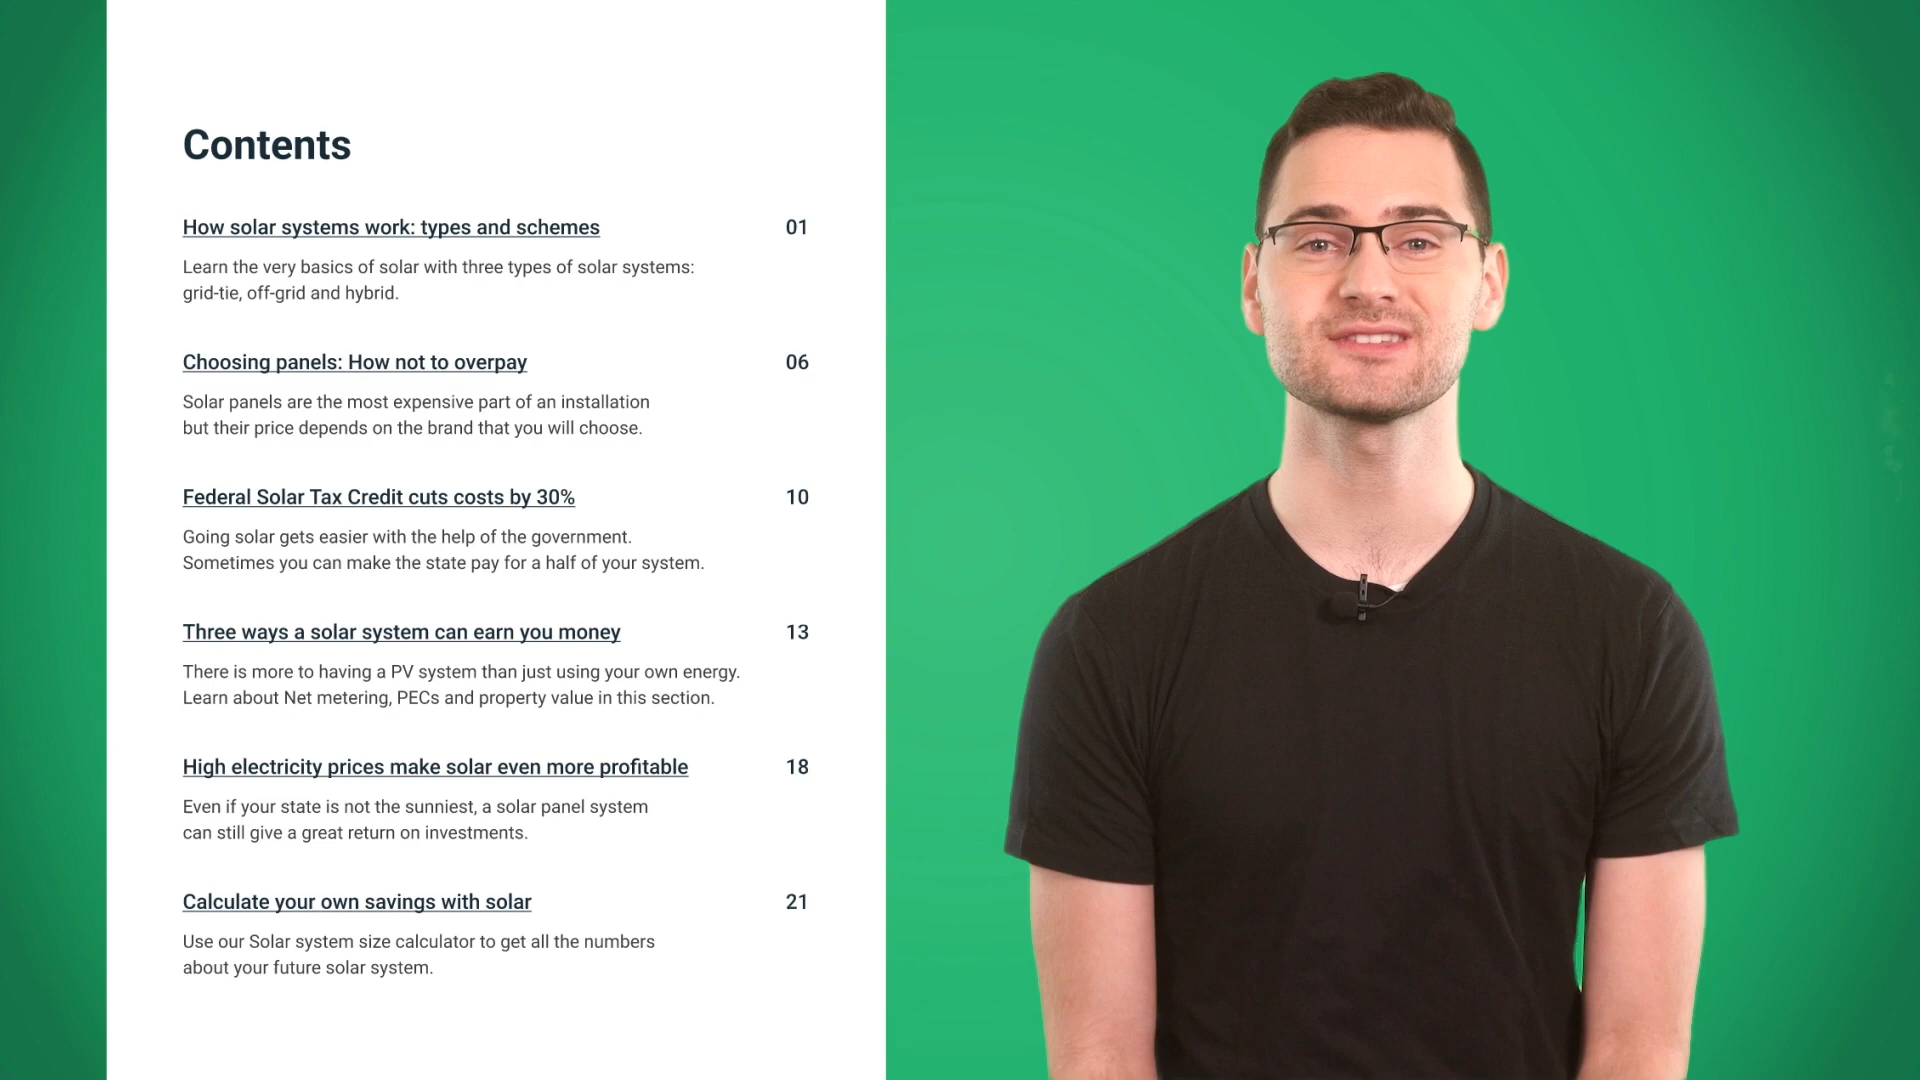 Contents
How solar systems work: types and schemes 01
Learn the very basics of solar with three types of solar systems:
grid-tie, off-grid and hybrid.
Choosing panels: How not to overpay 06
Solar panels are the most expensive part of an installation
but their price depends on the brand that you will choose.
Federal Solar Tax Credit cuts costs by 30% 10
Going solar gets easier with the help of the government.
Sometimes you can make the state pay for a half of your system.
Three ways a solar system can earn you money 13
There is more to having a PV system than just using your own energy.
Learn about Net metering, PECs and property value in this section.
High electricity prices make solar even more profitable 18
Even if your state is not the sunniest, a solar panel system
can still give a great return on investments.
Calculate your own savings with solar 21
Use our Solar system size calculator to get all the numbers
about your future solar system.